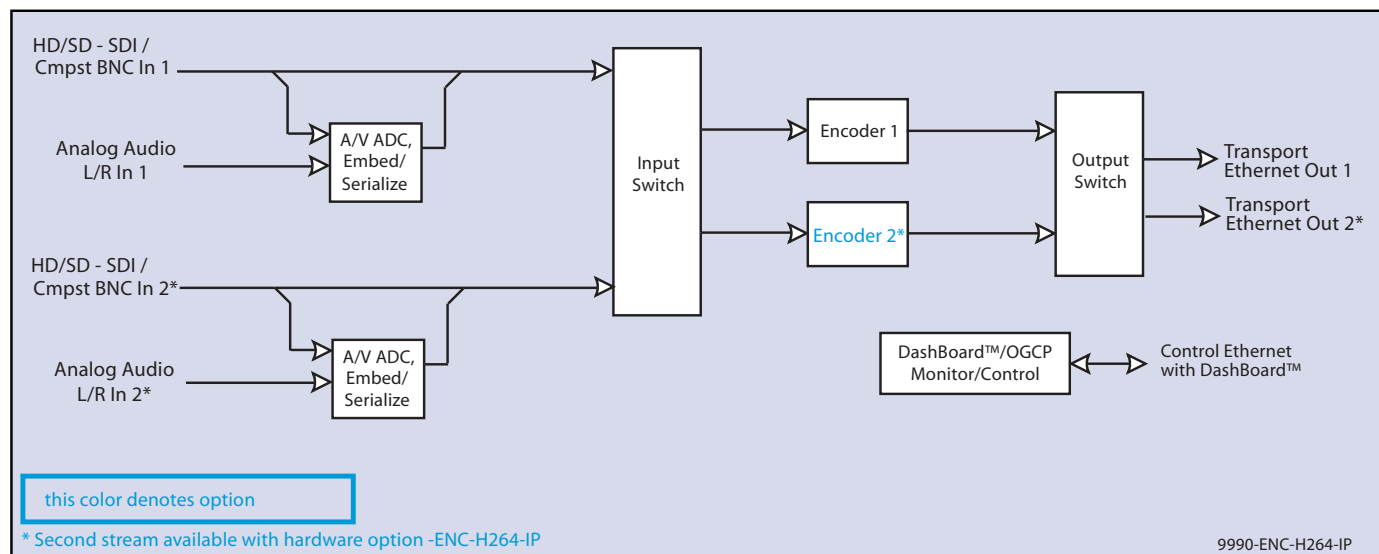 HD/SD - SDI /
Cmpst BNC In 1
Analog Audio
L/R In 1
A/V ADC,
Embed/
Serialize
Input
Switch
Encoder 1
Encoder 2*
Output
Switch
Transport
Ethernet Out 1
Transport
Ethernet Out 2*
HD/SD - SDI /
Cmpst BNC In 2*
Analog Audio
L/R In 2*
A/V ADC,
Embed/
Serialize
DashBoard™/OGCP
Monitor/Control
Control Ethernet
with DashBoard™
this color denotes option
* Second stream available with hardware option -ENC-H264-IP
9990-ENC-H264-IP